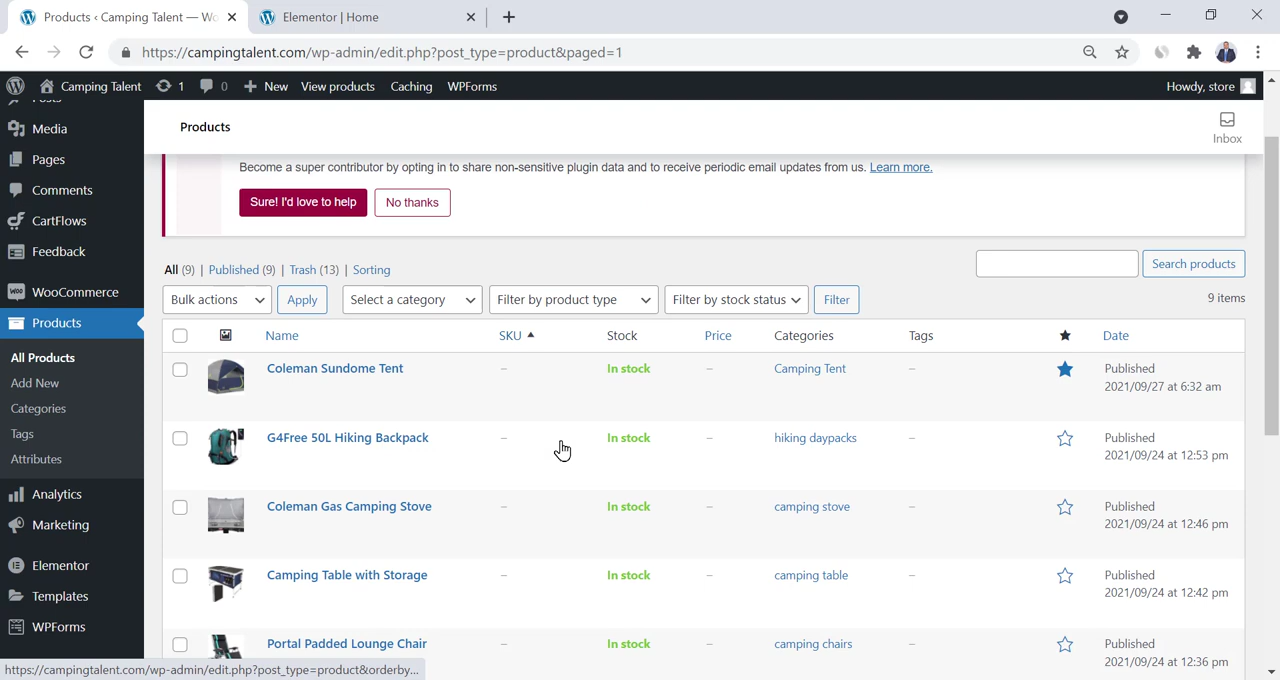 Products ‹ Camping Talent — Wo
Elementor | Home
https://campingtalent.com/wp-admin/edit.php?post_type=product&paged=1
Camping Talent
1
0
New
View products
Caching
WPForms
Howdy, store
Posts
Media
Pages
Comments
CartFlows
Feedback
WooCommerce
Products
All Products
Add New
Categories
Tags
Attributes
Analytics
Marketing
Elementor
Templates
WPForms
Products
Inbox
Become a super contributor by opting in to share non-sensitive plugin data and to receive periodic email updates from us. Learn more.
Sure! I'd love to help
No thanks
All (9) | Published (9) | Trash (13) | Sorting
Search products
Bulk actions
Apply
Select a category
Filter by product type
Filter by stock status
Filter
9 items
Name
SKU
Stock
Price
Categories
Tags
Date
Coleman Sundome Tent
–
In stock
–
Camping Tent
–
Published
2021/09/27 at 6:32 am
G4Free 50L Hiking Backpack
–
In stock
–
hiking daypacks
–
Published
2021/09/24 at 12:53 pm
Coleman Gas Camping Stove
–
In stock
–
camping stove
–
Published
2021/09/24 at 12:46 pm
Camping Table with Storage
–
In stock
–
camping table
–
Published
2021/09/24 at 12:42 pm
Portal Padded Lounge Chair
–
In stock
–
camping chairs
–
Published
2021/09/24 at 12:36 pm
https://campingtalent.com/wp-admin/edit.php?post_type=product&orderby...